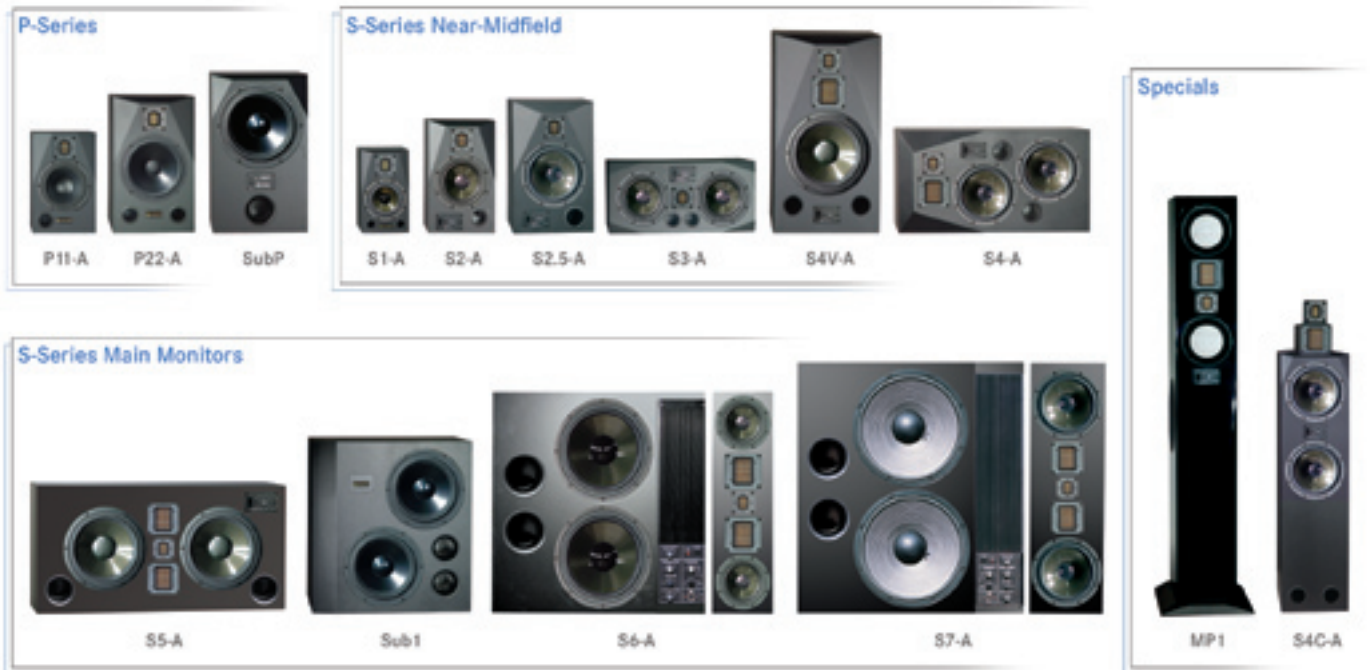 P-Series
P11-A P22-A SubP
S-Series Near-Midfield
S1-A S2-A S2.5-A S3-A S4V-A S4-A
S-Series Main Monitors
S5-A Sub1 S6-A S7-A
Specials
MP1 S4C-A